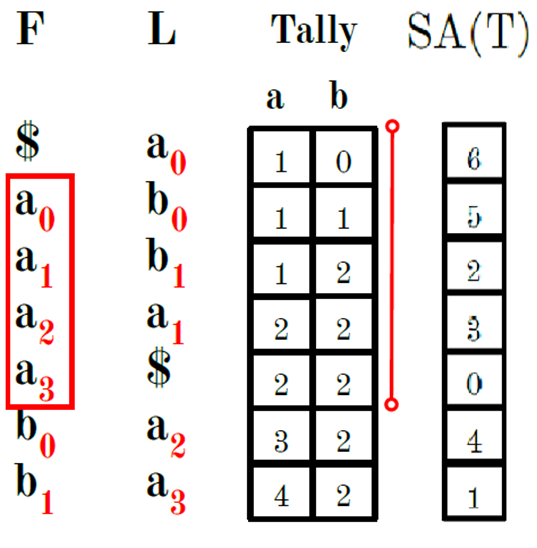 F L Tally SA(T)
a b
$ a0 1 0 6
a0 b0 1 1 5
a1 b1 1 2 2
a2 a1 2 2 3
a3 $ 2 2 0
b0 a2 3 2 4
b1 a3 4 2 1